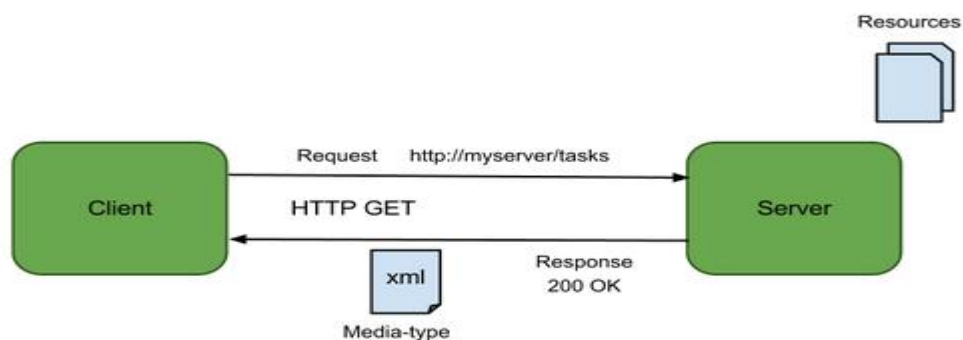 Resources
Request http://myserver/tasks
Client
HTTP GET
Server
xml
Response
200 OK
Media-type